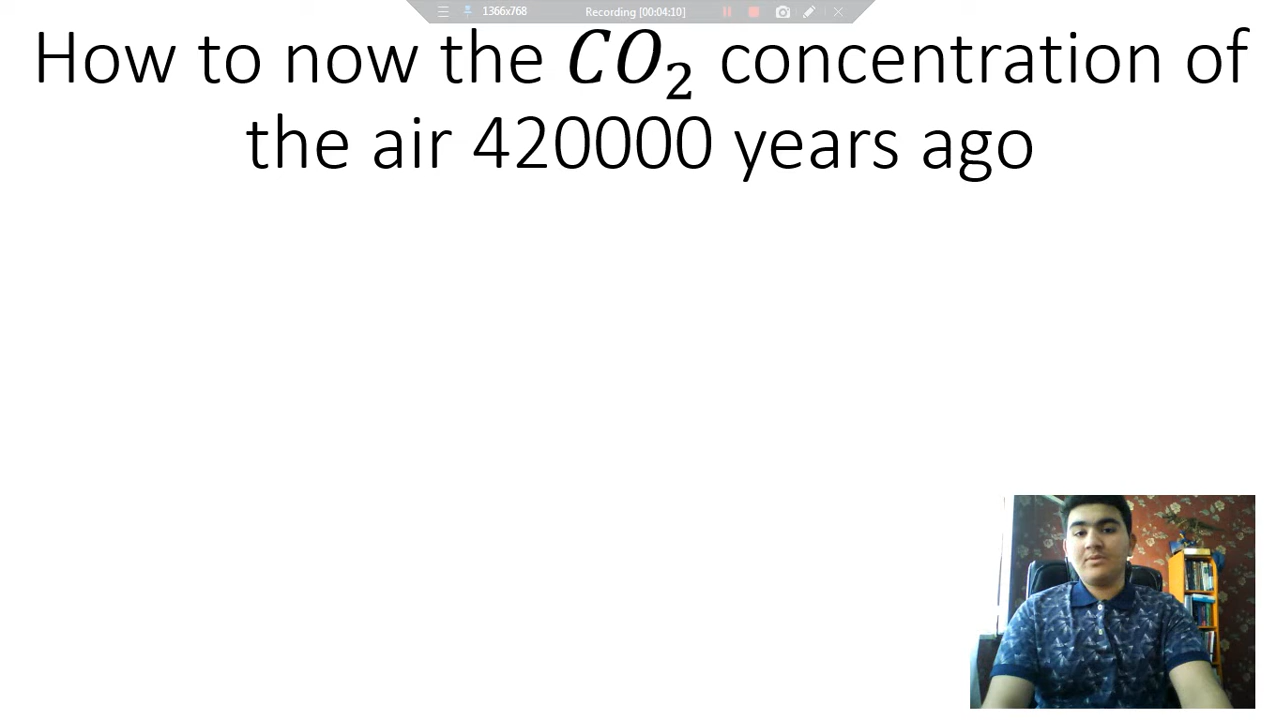 1366x768 Recording [00:04:10]
How to now the CO₂ concentration of
the air 420000 years ago